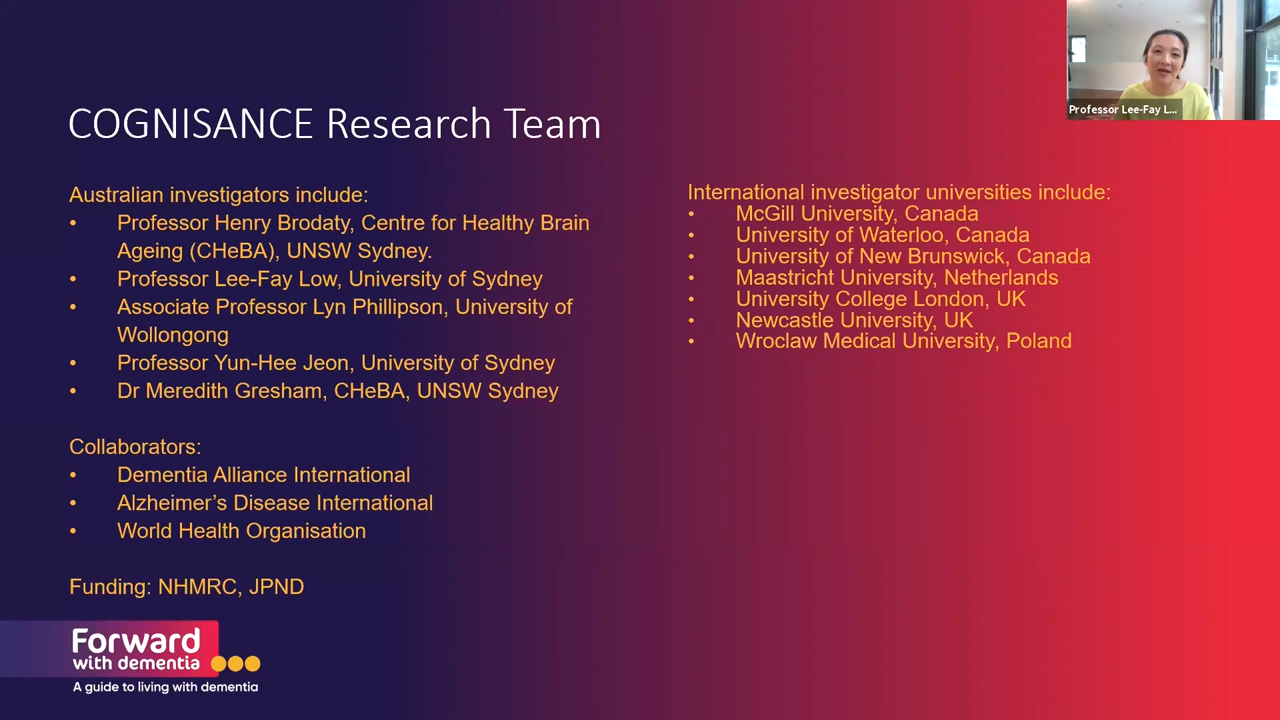 COGNISANCE Research Team
Professor Lee-Fay L...
Australian investigators include:
• Professor Henry Brodaty, Centre for Healthy Brain
Ageing (CHeBA), UNSW Sydney.
• Professor Lee-Fay Low, University of Sydney
• Associate Professor Lyn Phillipson, University of
Wollongong
• Professor Yun-Hee Jeon, University of Sydney
• Dr Meredith Gresham, CHeBA, UNSW Sydney
Collaborators:
• Dementia Alliance International
• Alzheimer’s Disease International
• World Health Organisation
Funding: NHMRC, JPND
International investigator universities include:
• McGill University, Canada
• University of Waterloo, Canada
• University of New Brunswick, Canada
• Maastricht University, Netherlands
• University College London, UK
• Newcastle University, UK
• Wroclaw Medical University, Poland
Forward
with dementia
A guide to living with dementia